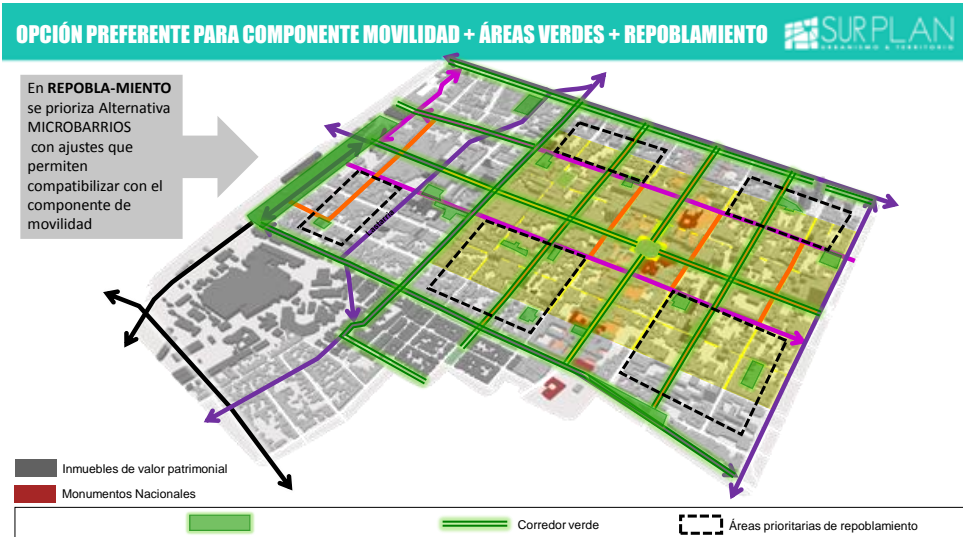 OPCIÓN PREFERENTE PARA COMPONENTE MOVILIDAD + ÁREAS VERDES + REPOBLAMIENTO
SURPLAN
URBANISMO & TERRITORIO
En REPOBLA-MIENTO
se prioriza Alternativa
MICROBARRIOS
con ajustes que
permiten
compatibilizar con el
componente de
movilidad
Lastarria
Inmuebles de valor patrimonial
Monumentos Nacionales
Corredor verde
Áreas prioritarias de repoblamiento